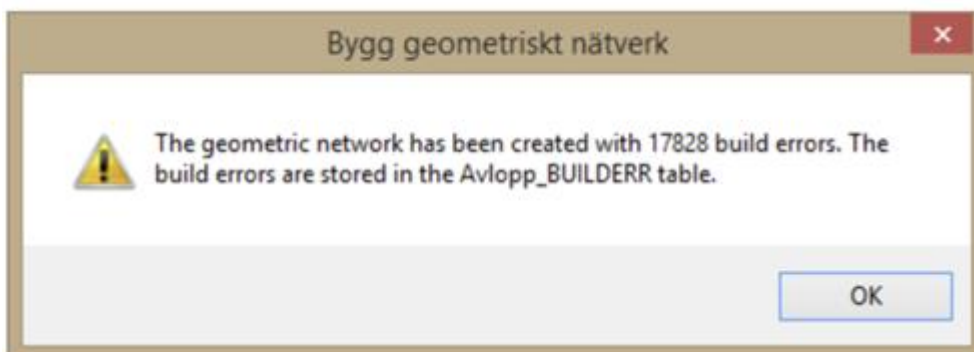 Bygg geometriskt nätverk
The geometric network has been created with 17828 build errors. The
build errors are stored in the Avlopp_BUILDERR table.
OK